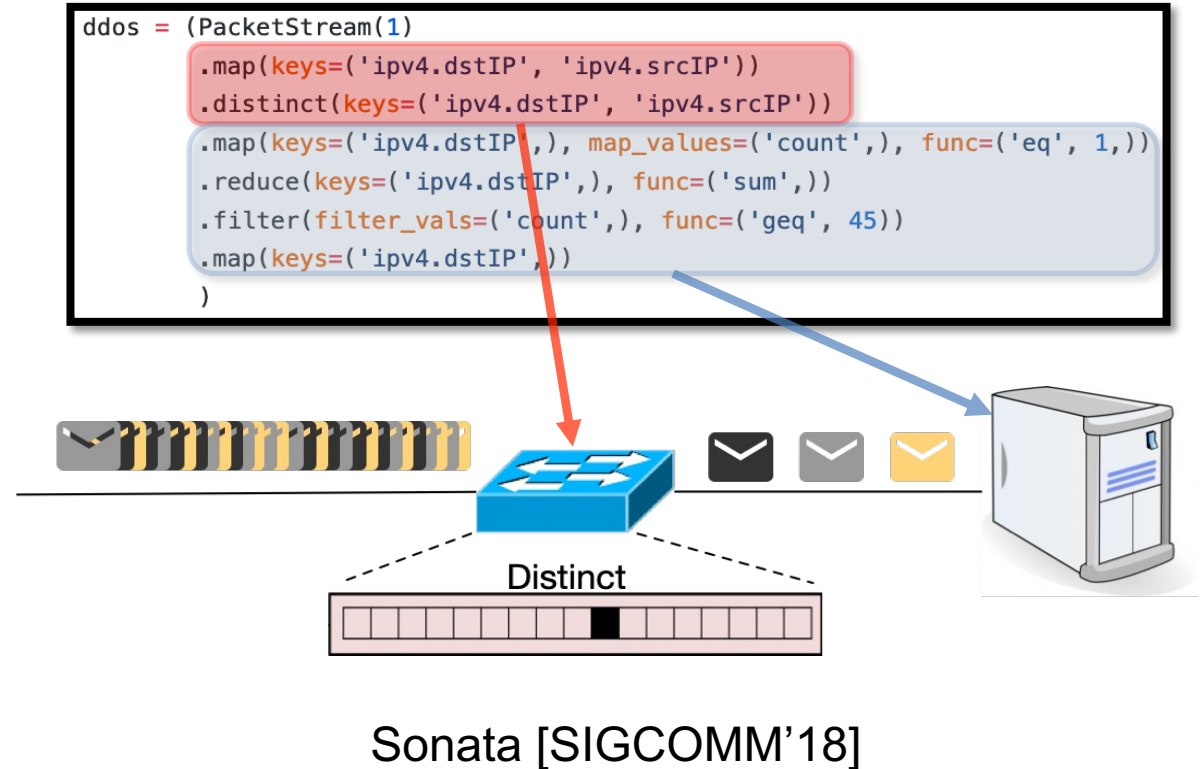 ddos = (PacketStream(1)
.map(keys=('ipv4.dstIP', 'ipv4.srcIP'))
.distinct(keys=('ipv4.dstIP', 'ipv4.srcIP'))
.map(keys=('ipv4.dstIP',), map_values=('count',), func=('eq', 1,))
.reduce(keys=('ipv4.dstIP',), func=('sum',))
.filter(filter_vals=('count',), func=('geq', 45))
.map(keys=('ipv4.dstIP',))
)
Distinct
Sonata [SIGCOMM’18]